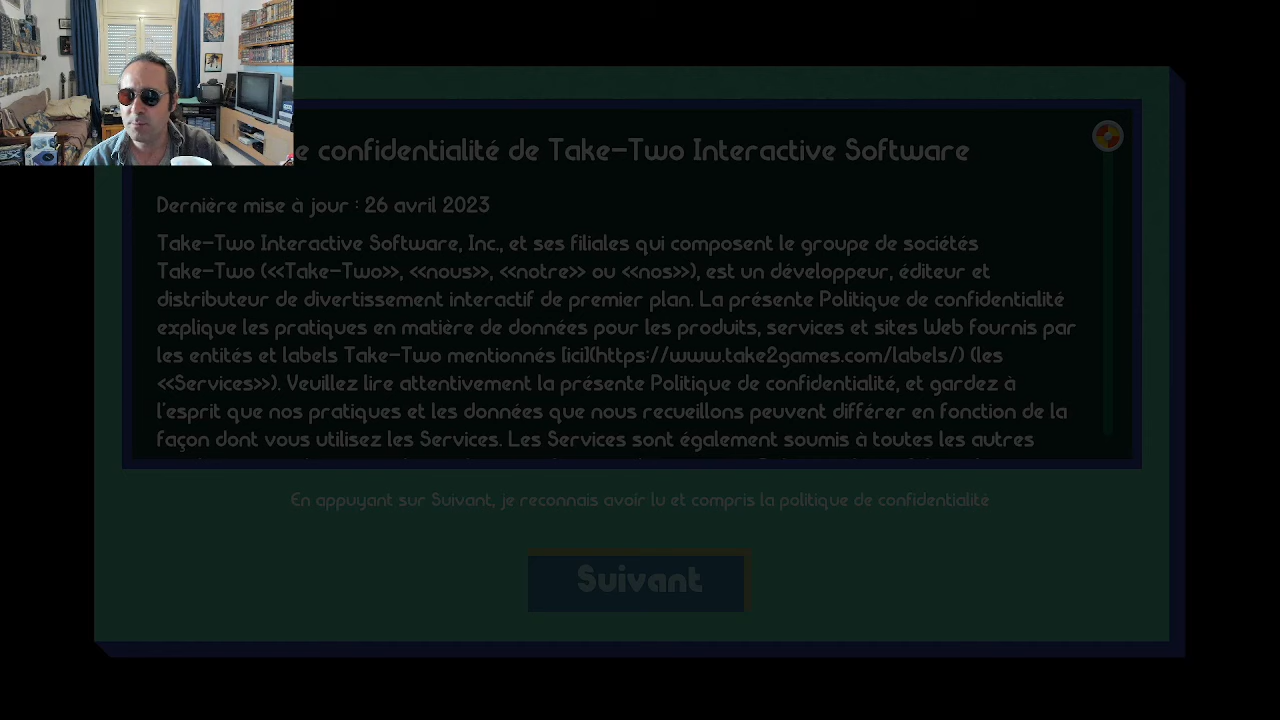 e confidentialité de Take-Two Interactive Software
Dernière mise à jour : 26 avril 2023
Take-Two Interactive Software, Inc., et ses filiales qui composent le groupe de sociétés
Take-Two (<<Take-Two>>, <<nous>>, <<notre>> ou <<nos>>), est un développeur, éditeur et
distributeur de divertissement interactif de premier plan. La présente Politique de confidentialité
explique les pratiques en matière de données pour les produits, services et sites Web fournis par
les entités et labels Take-Two mentionnés [ici](https://www.take2games.com/labels/) (les
<<Services>>). Veuillez lire attentivement la présente Politique de confidentialité, et gardez à
l'esprit que nos pratiques et les données que nous recueillons peuvent différer en fonction de la
façon dont vous utilisez les Services. Les Services sont également soumis à toutes les autres
En appuyant sur Suivant, je reconnais avoir lu et compris la politique de confidentialité
Suivant